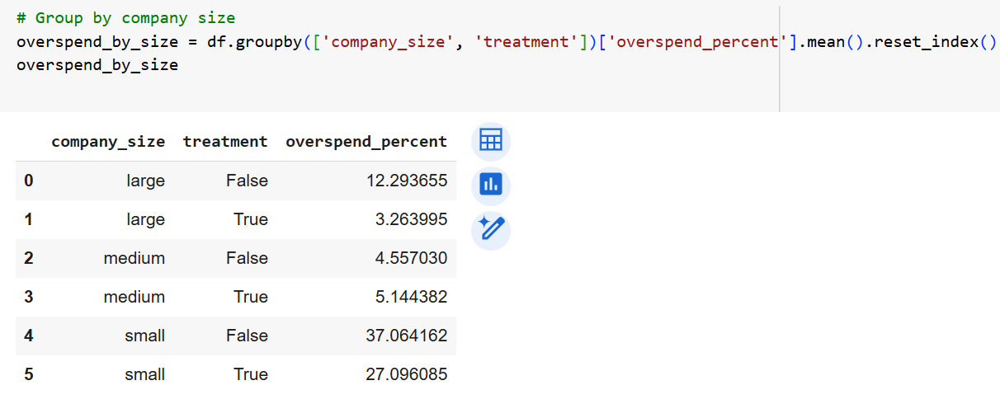 # Group by company size
overspend_by_size = df.groupby(['company_size', 'treatment'])['overspend_percent'].mean().reset_index()
overspend_by_size
company_size treatment overspend_percent
0 large False 12.293655
1 large True 3.263995
2 medium False 4.557030
3 medium True 5.144382
4 small False 37.064162
5 small True 27.096085